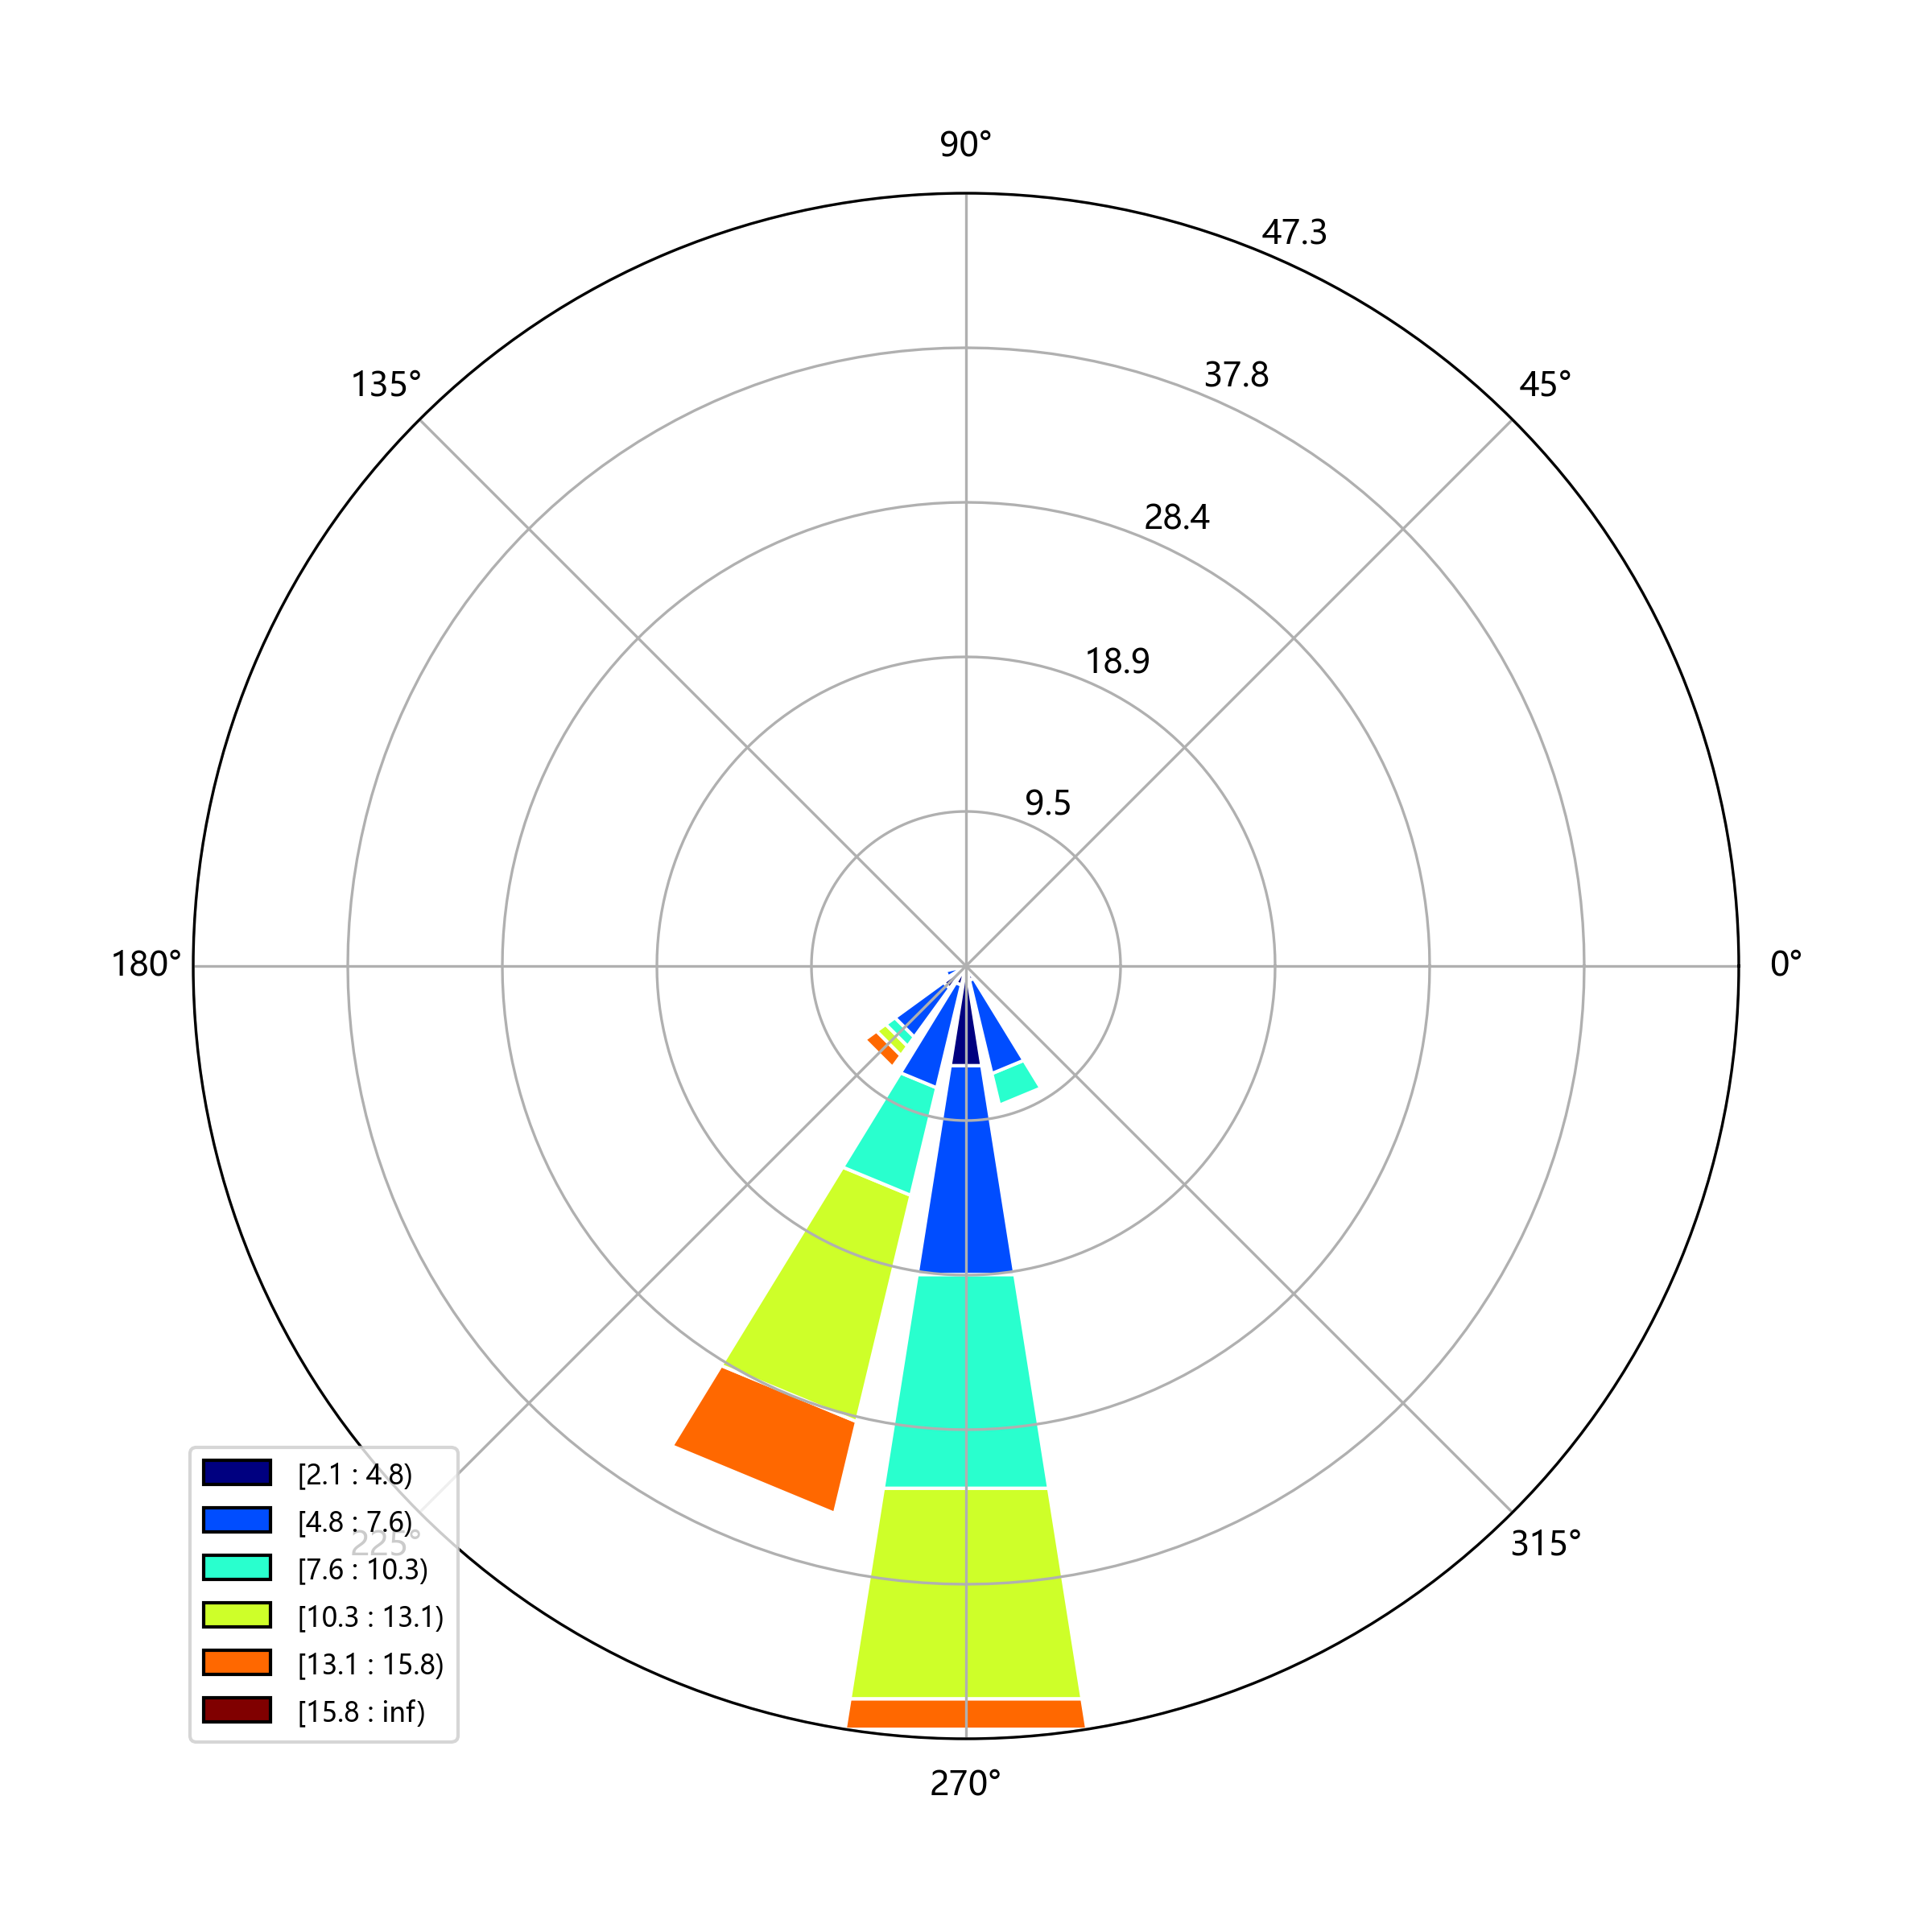 90°
47.3
37.8
135°
45°
28.4
18.9
9.5
180°
0°
[2.1 : 4.8)
[4.8 : 7.6)
225°
315°
[7.6 : 10.3)
[10.3 : 13.1)
[13.1 : 15.8)
[15.8 : inf)
270°